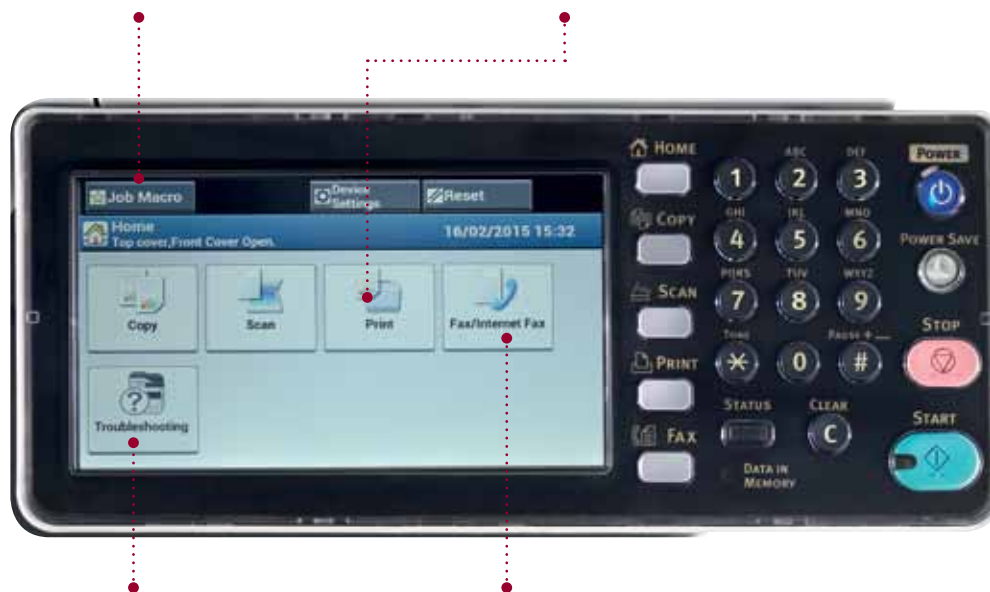 Job Macro
Device Settings
Reset
Home
Top cover,Front Cover Open.
16/02/2015 15:32
Copy
Scan
Print
Fax/Internet Fax
Troubleshooting
HOME
COPY
SCAN
PRINT
FAX
1
ABC
2
DEF
3
GHI
4
JKL
5
MNO
6
PQRS
7
TUV
8
WXYZ
9
TONE
0
#
STATUS
CLEAR
C
DATA IN
MEMORY
POWER
POWER SAVE
STOP
START